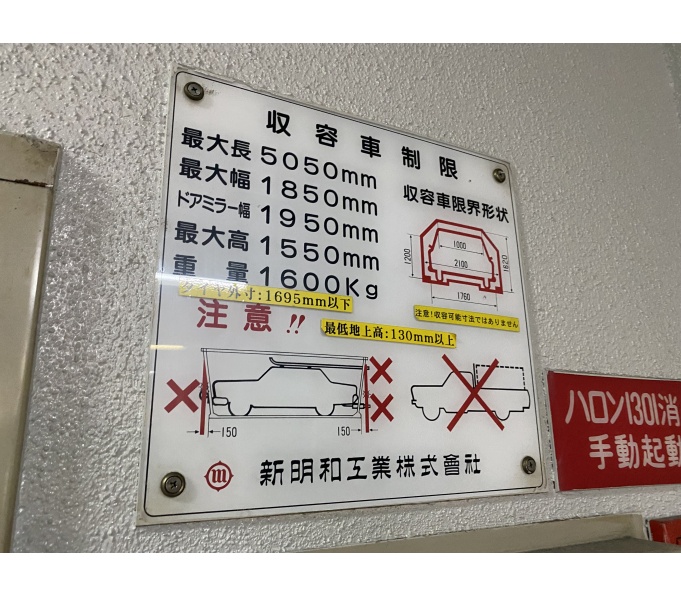 収容車制限
最大長 5050mm
最大幅 1850mm
ドアミラー幅 1950mm
最大高 1550mm
重量 1600Kg
タイヤ外寸:1695mm以下
収容車限界形状
1000
1200
2100
1620
1760
注意!収容可能寸法ではありません
注意!!
最低地上高:130mm以上
150
150
新明和工業株式會社
ハロン1301消
手動起動